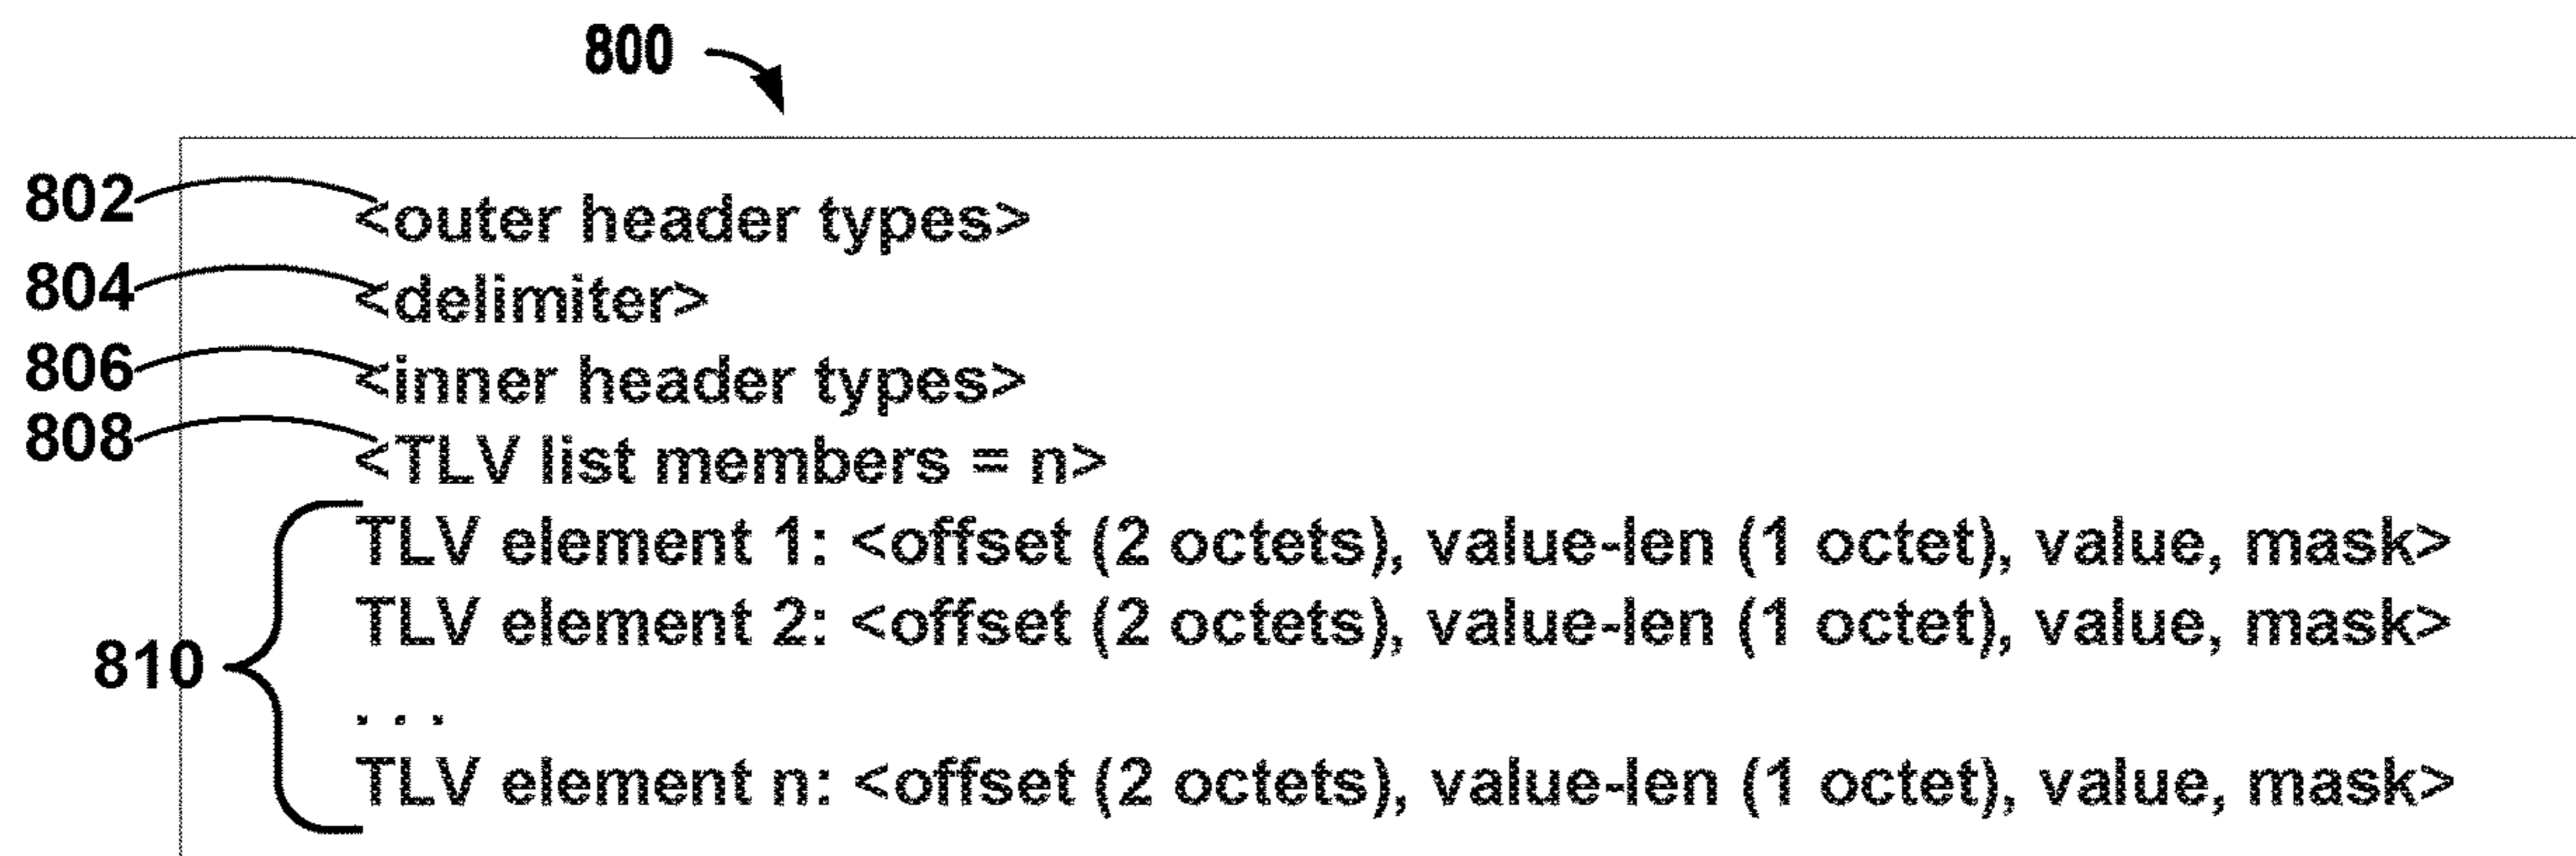 800
802 <outer header types>
804 <delimiter>
806 <inner header types>
808 <TLV list members = n>
TLV element 1: <offset (2 octets), value-len (1 octet), value, mask>
TLV element 2: <offset (2 octets), value-len (1 octet), value, mask>
810
. . .
TLV element n: <offset (2 octets), value-len (1 octet), value, mask>